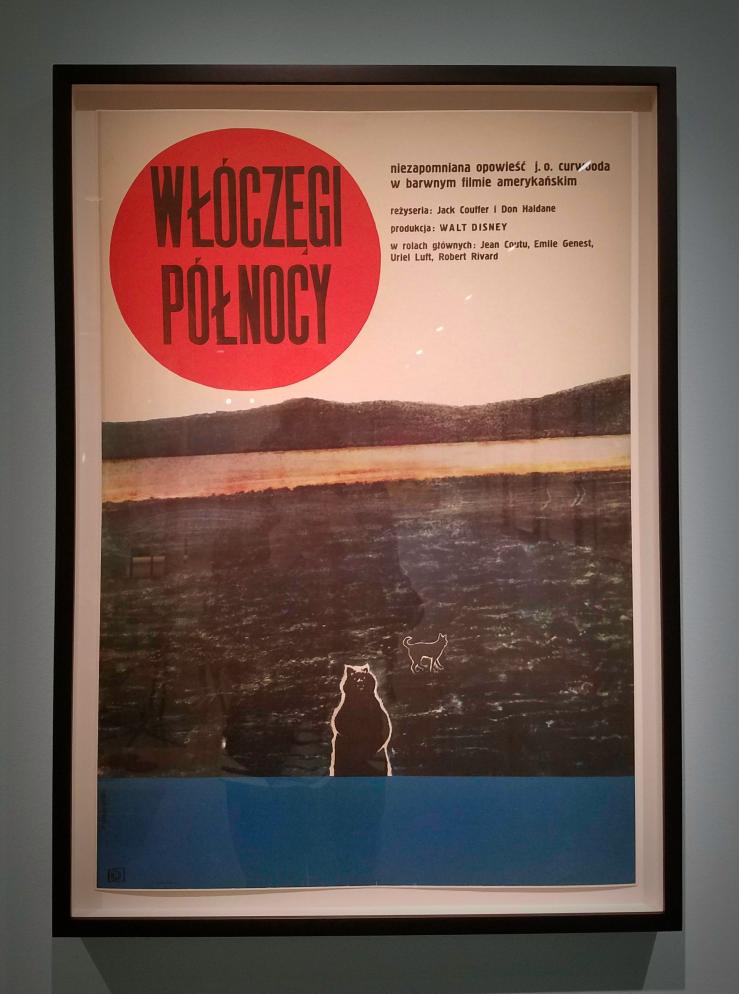 WŁÓCZĘGI
PÓŁNOCY
niezapomniana opowieść j. o. curwooda
w barwnym filmie amerykańskim
reżyseria: Jack Couffer i Don Haldane
produkcja: WALT DISNEY
w rolach głównych: Jean Coutu, Emile Genest,
Uriel Luft, Robert Rivard